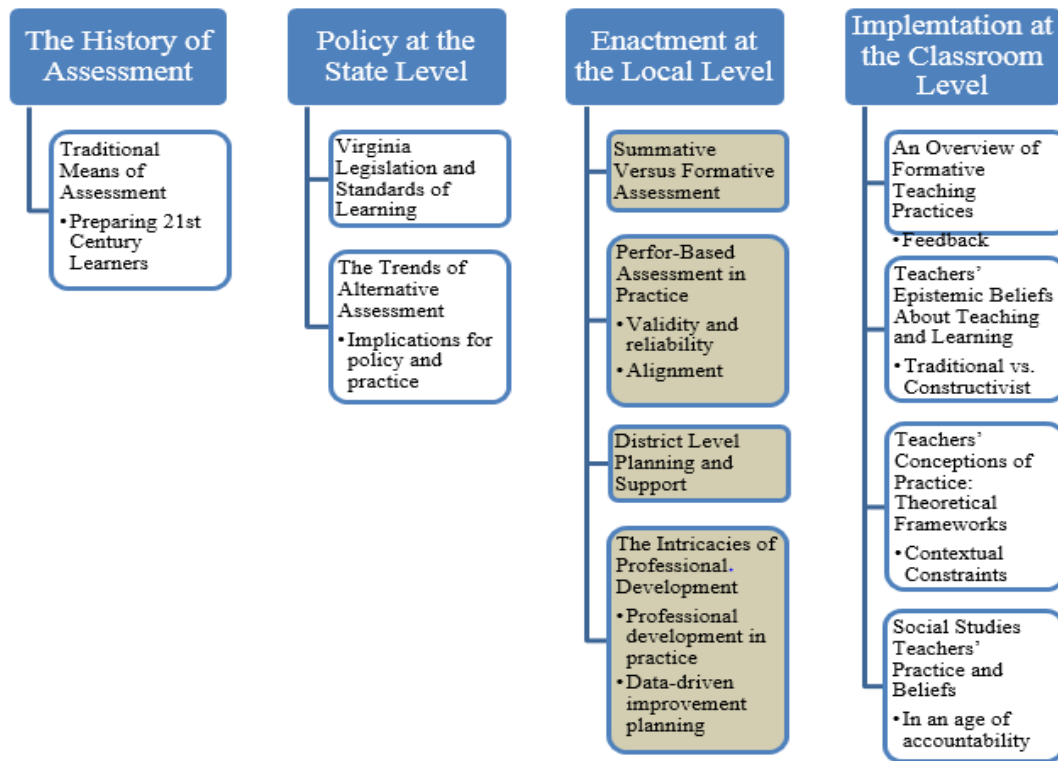 The History of
Assessment
Traditional
Means of
Assessment
•Preparing 21st
Century
Learners
Policy at the
State Level
Virginia
Legislation and
Standards of
Learning
The Trends of
Alternative
Assessment
•Implications for
policy and
practice
Enactment at
the Local Level
Summative
Versus Formative
Assessment
Perfor-Based
Assessment in
Practice
•Validity and
reliability
•Alignment
District Level
Planning and
Support
The Intricacies of
Professional.
Development
•Professional
development in
practice
•Data-driven
improvement
planning
Implemtation at
the Classroom
Level
An Overview of
Formative
Teaching
Practices
•Feedback
Teachers’
Epistemic Beliefs
About Teaching
and Learning
•Traditional vs.
Constructivist
Teachers’
Conceptions of
Practice:
Theoretical
Frameworks
•Contextual
Constraints
Social Studies
Teachers’
Practice and
Beliefs
•In an age of
accountability